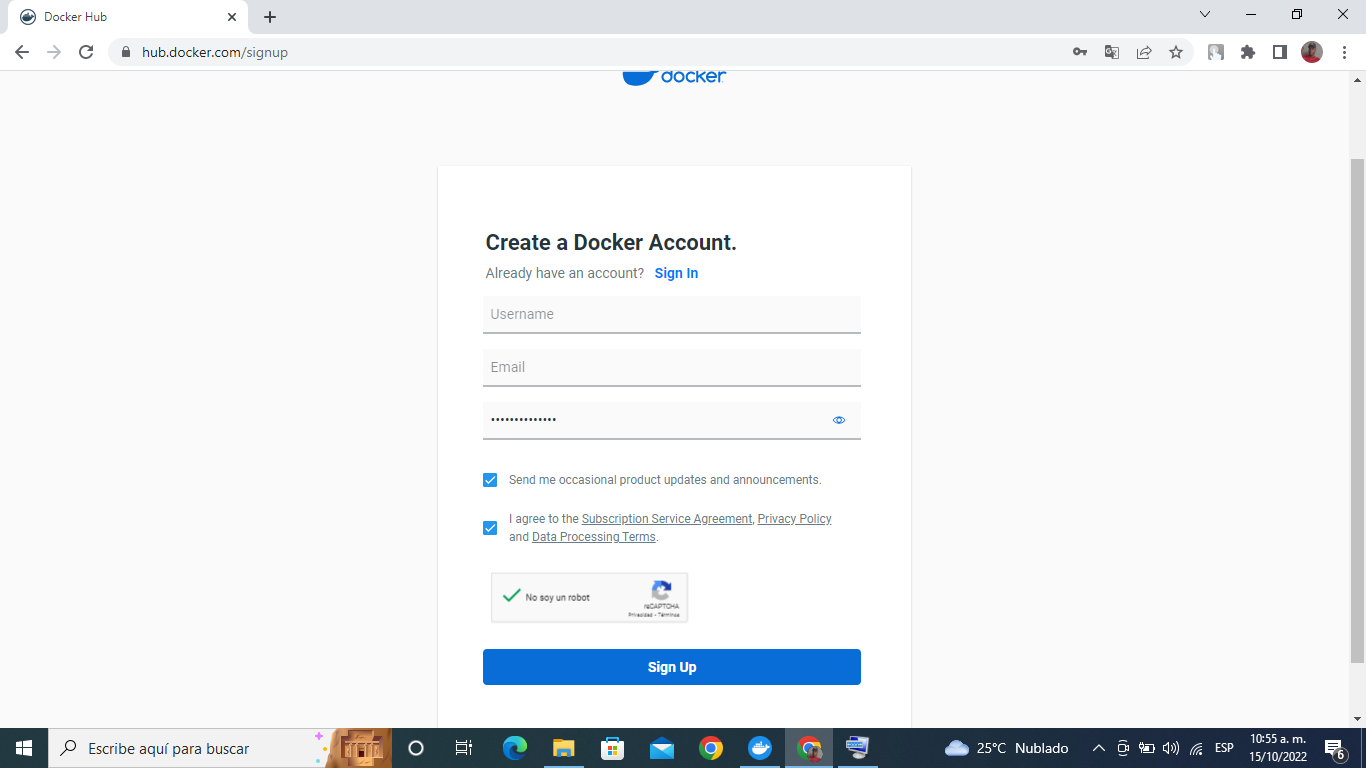 Docker Hub
hub.docker.com/signup
docker
Create a Docker Account.
Already have an account? Sign In
Username
Email
••••••••••••••
Send me occasional product updates and announcements.
I agree to the Subscription Service Agreement, Privacy Policy
and Data Processing Terms.
No soy un robot
reCAPTCHA
Privacidad - Términos
Sign Up
Escribe aquí para buscar
25°C Nublado
ESP
10:55 a. m.
15/10/2022
6